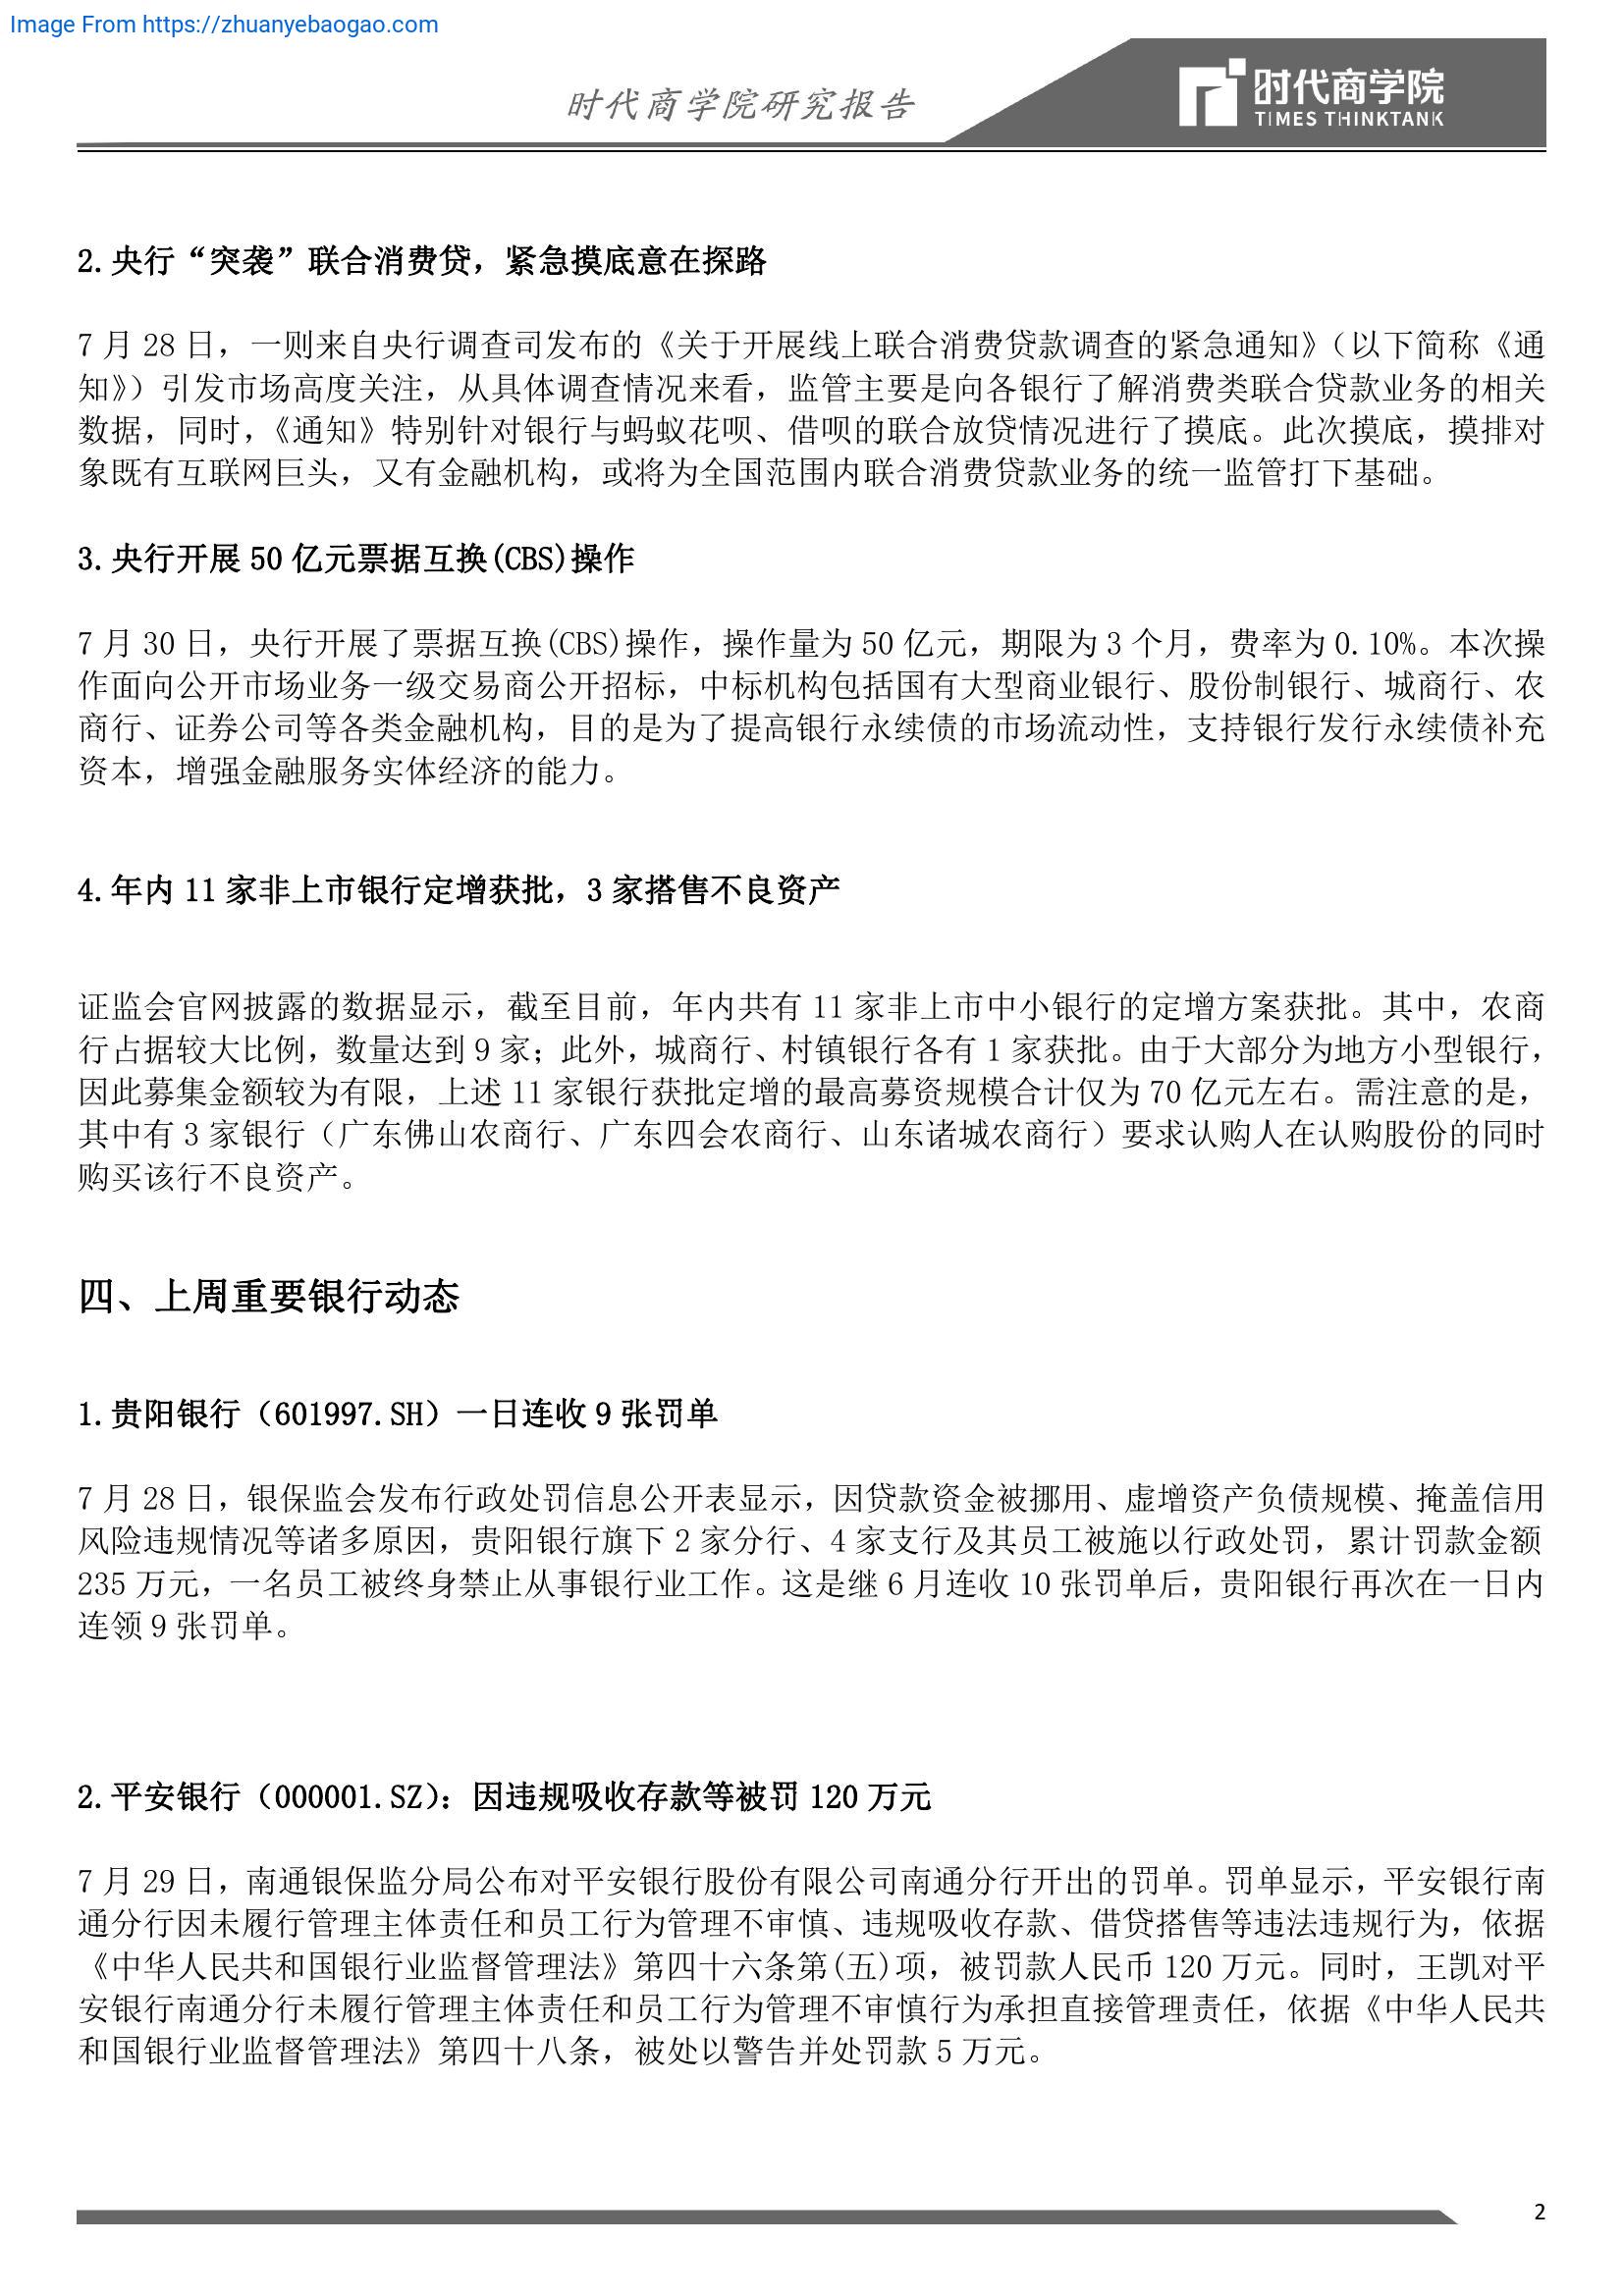 Image From https://zhuanyebaogao.com
时代商学院研究报告
时代商学院
TIMES THINKTANK
2.央行“突袭”联合消费贷，紧急摸底意在探路
7 月 28 日，一则来自央行调查司发布的《关于开展线上联合消费贷款调查的紧急通知》（以下简称《通
知》）引发市场高度关注，从具体调查情况来看，监管主要是向各银行了解消费类联合贷款业务的相关
数据，同时，《通知》特别针对银行与蚂蚁花呗、借呗的联合放贷情况进行了摸底。此次摸底，摸排对
象既有互联网巨头，又有金融机构，或将为全国范围内联合消费贷款业务的统一监管打下基础。
3.央行开展 50 亿元票据互换(CBS)操作
7 月 30 日，央行开展了票据互换(CBS)操作，操作量为 50 亿元，期限为 3 个月，费率为 0.10%。本次操
作面向公开市场业务一级交易商公开招标，中标机构包括国有大型商业银行、股份制银行、城商行、农
商行、证券公司等各类金融机构，目的是为了提高银行永续债的市场流动性，支持银行发行永续债补充
资本，增强金融服务实体经济的能力。
4.年内 11 家非上市银行定增获批，3 家搭售不良资产
证监会官网披露的数据显示，截至目前，年内共有 11 家非上市中小银行的定增方案获批。其中，农商
行占据较大比例，数量达到 9 家；此外，城商行、村镇银行各有 1 家获批。由于大部分为地方小型银行，
因此募集金额较为有限，上述 11 家银行获批定增的最高募资规模合计仅为 70 亿元左右。需注意的是，
其中有 3 家银行（广东佛山农商行、广东四会农商行、山东诸城农商行）要求认购人在认购股份的同时
购买该行不良资产。
四、上周重要银行动态
1.贵阳银行（601997.SH）一日连收 9 张罚单
7 月 28 日，银保监会发布行政处罚信息公开表显示，因贷款资金被挪用、虚增资产负债规模、掩盖信用
风险违规情况等诸多原因，贵阳银行旗下 2 家分行、4 家支行及其员工被施以行政处罚，累计罚款金额
235 万元，一名员工被终身禁止从事银行业工作。这是继 6 月连收 10 张罚单后，贵阳银行再次在一日内
连领 9 张罚单。
2.平安银行（000001.SZ）：因违规吸收存款等被罚 120 万元
7 月 29 日，南通银保监分局公布对平安银行股份有限公司南通分行开出的罚单。罚单显示，平安银行南
通分行因未履行管理主体责任和员工行为管理不审慎、违规吸收存款、借贷搭售等违法违规行为，依据
《中华人民共和国银行业监督管理法》第四十六条第(五)项，被罚款人民币 120 万元。同时，王凯对平
安银行南通分行未履行管理主体责任和员工行为管理不审慎行为承担直接管理责任，依据《中华人民共
和国银行业监督管理法》第四十八条，被处以警告并处罚款 5 万元。
2